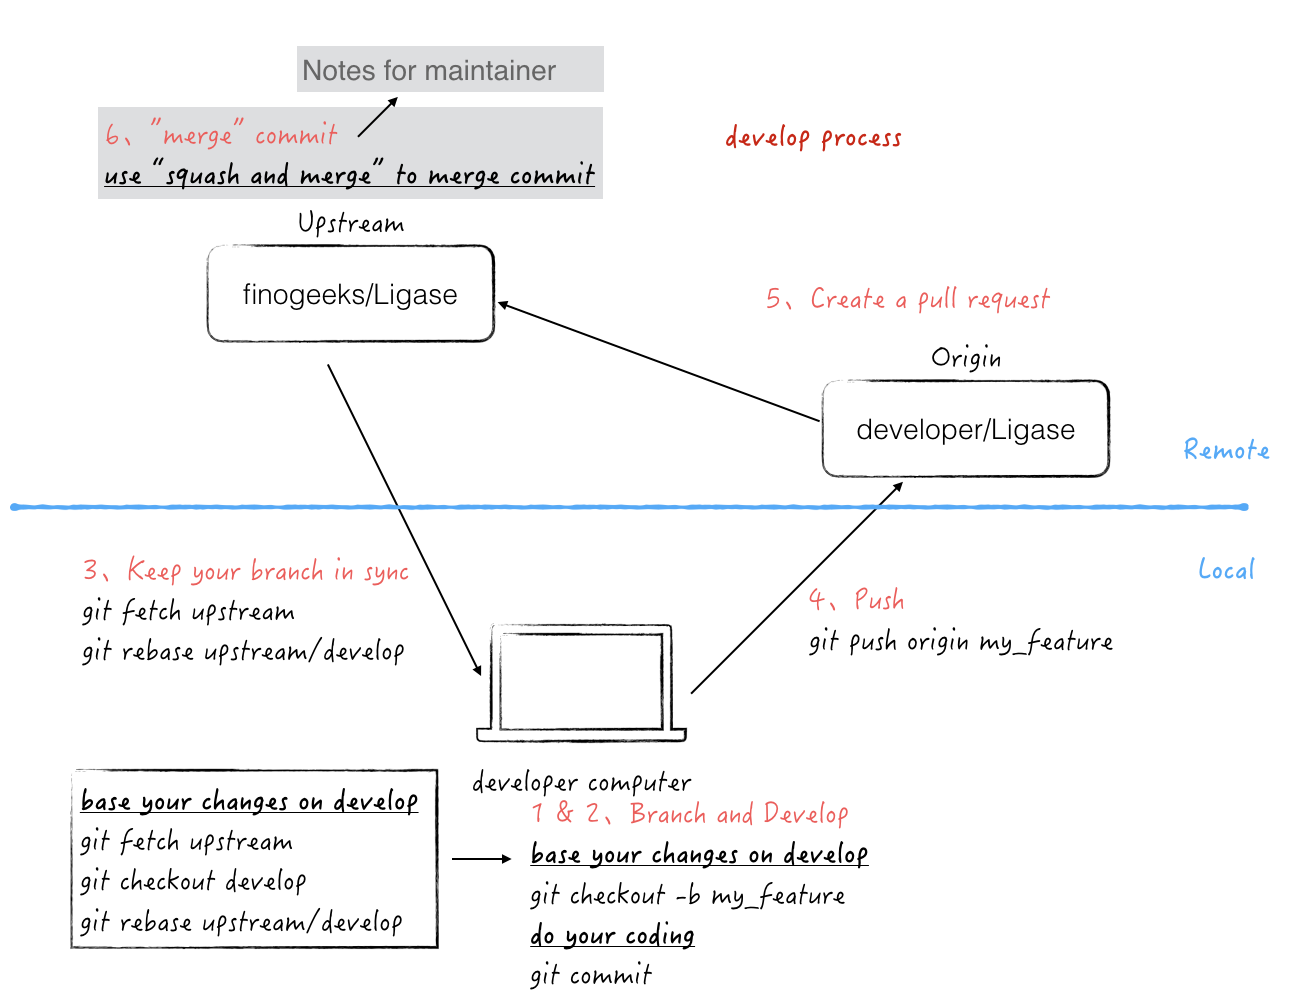 Notes for maintainer
6、"merge" commit
use "squash and merge" to merge commit
develop process
Upstream
finogeeks/Ligase
5、Create a pull request
Origin
developer/Ligase
Remote
Local
3、Keep your branch in sync
git fetch upstream
git rebase upstream/develop
4、Push
git push origin my_feature
developer computer
1 & 2、Branch and Develop
base your changes on develop
git checkout -b my_feature
do your coding
git commit
base your changes on develop
git fetch upstream
git checkout develop
git rebase upstream/develop